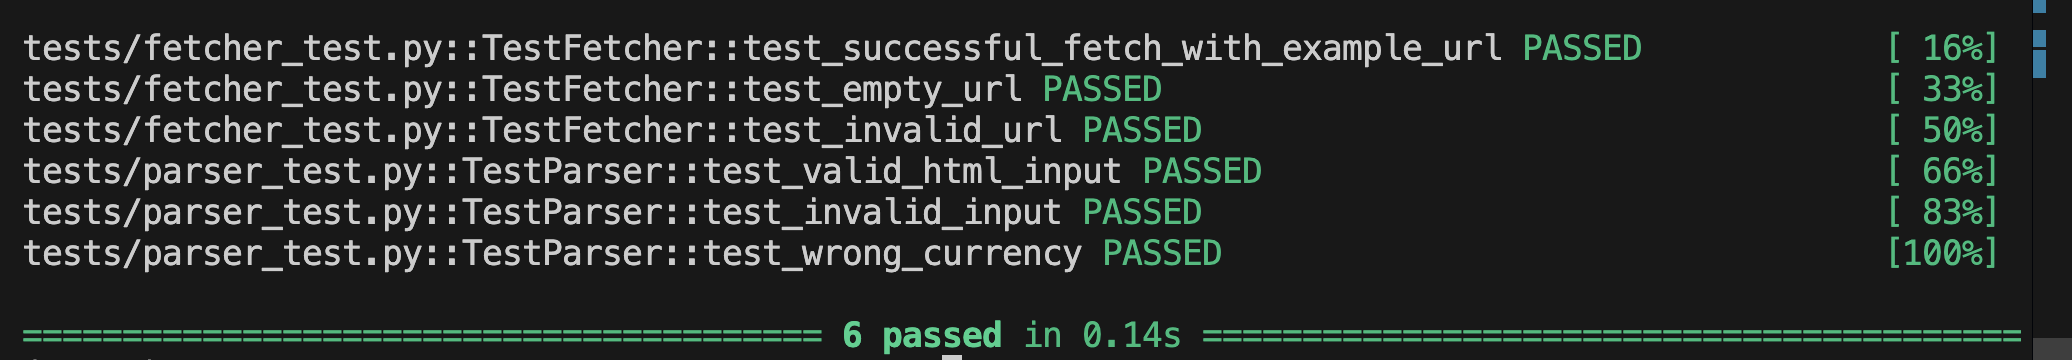 tests/fetcher_test.py::TestFetcher::test_successful_fetch_with_example_url PASSED [ 16%]
tests/fetcher_test.py::TestFetcher::test_empty_url PASSED [ 33%]
tests/fetcher_test.py::TestFetcher::test_invalid_url PASSED [ 50%]
tests/parser_test.py::TestParser::test_valid_html_input PASSED [ 66%]
tests/parser_test.py::TestParser::test_invalid_input PASSED [ 83%]
tests/parser_test.py::TestParser::test_wrong_currency PASSED [100%]
======================================== 6 passed in 0.14s =========================================